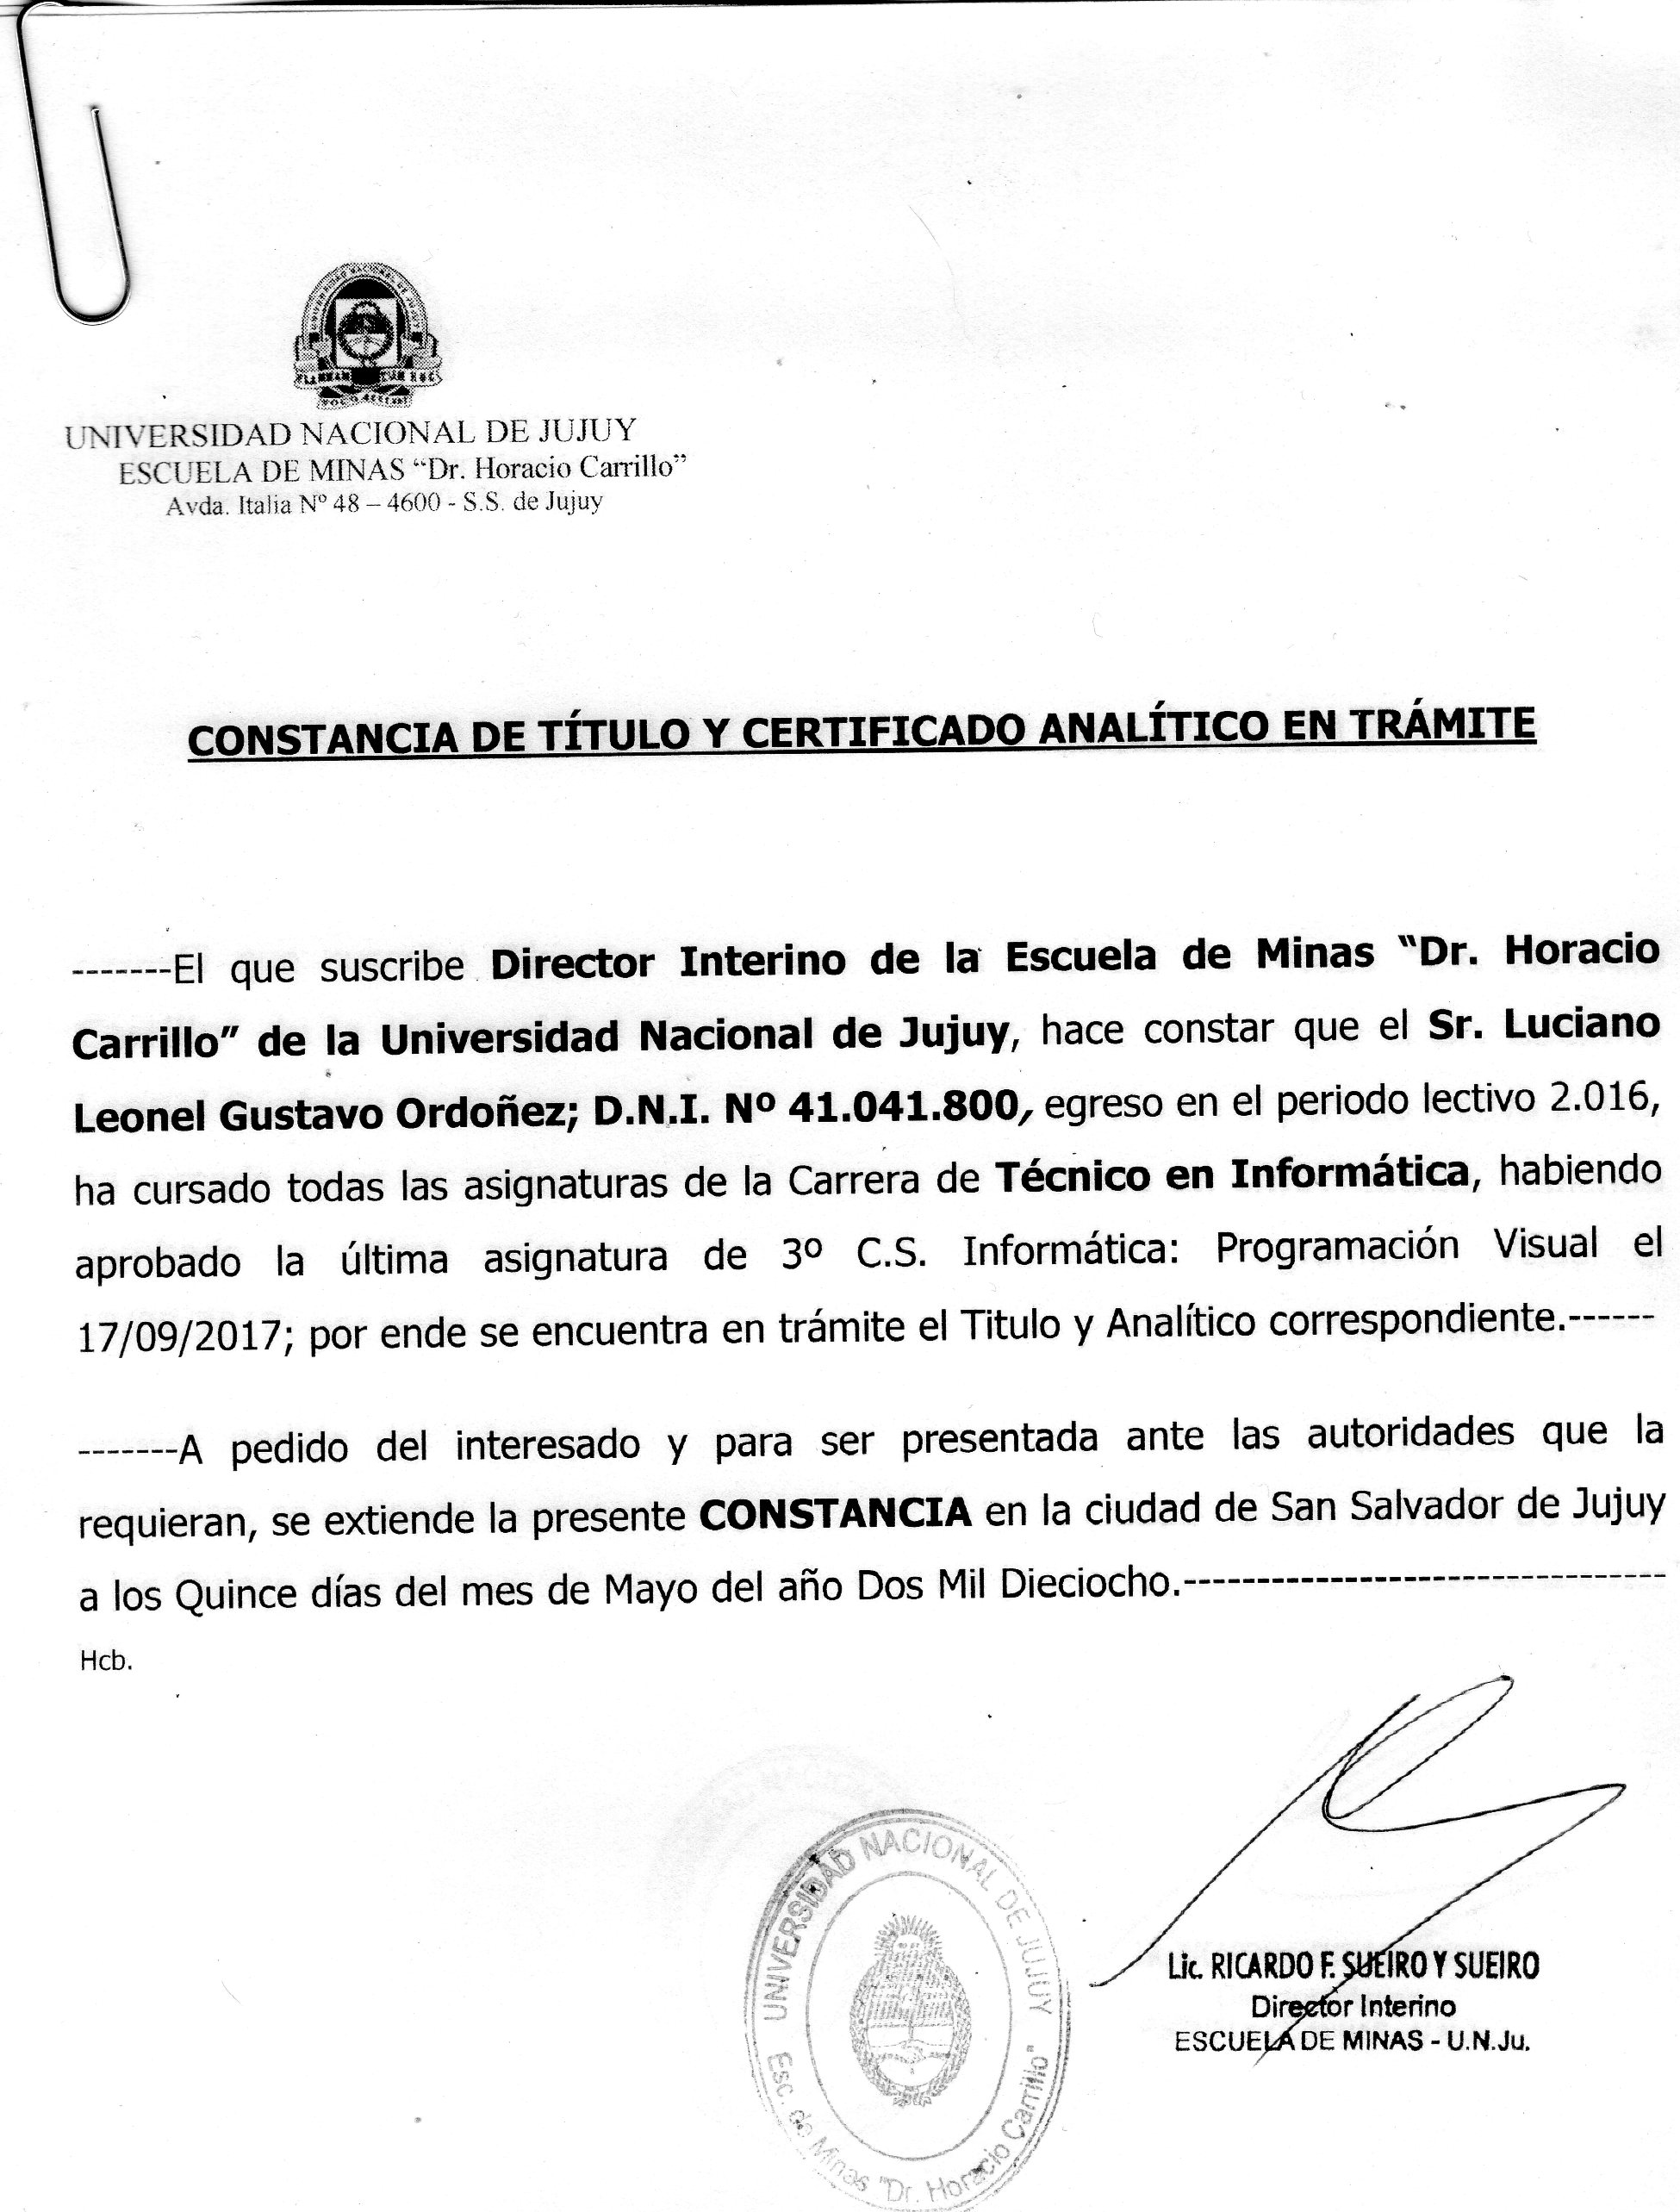 UNIVERSIDAD NACIONAL DE JUJUY
ESCUELA DE MINAS “Dr. Horacio Carrillo”
Avda. Italia Nº 48 – 4600 - S.S. de Jujuy
CONSTANCIA DE TÍTULO Y CERTIFICADO ANALÍTICO EN TRÁMITE
-------El que suscribe Director Interino de la Escuela de Minas “Dr. Horacio
Carrillo” de la Universidad Nacional de Jujuy, hace constar que el Sr. Luciano
Leonel Gustavo Ordoñez; D.N.I. Nº 41.041.800, egreso en el periodo lectivo 2.016,
ha cursado todas las asignaturas de la Carrera de Técnico en Informática, habiendo
aprobado la última asignatura de 3º C.S. Informática: Programación Visual el
17/09/2017; por ende se encuentra en trámite el Titulo y Analítico correspondiente.------
-------A pedido del interesado y para ser presentada ante las autoridades que la
requieran, se extiende la presente CONSTANCIA en la ciudad de San Salvador de Jujuy
a los Quince días del mes de Mayo del año Dos Mil Dieciocho.---------------------------------
Hcb.
UNIVERSIDAD NACIONAL DE JUJUY
Esc. de Minas "Dr. Horacio Carrillo"
Lic. RICARDO F. SUEIRO Y SUEIRO
Director Interino
ESCUELA DE MINAS - U.N.Ju.